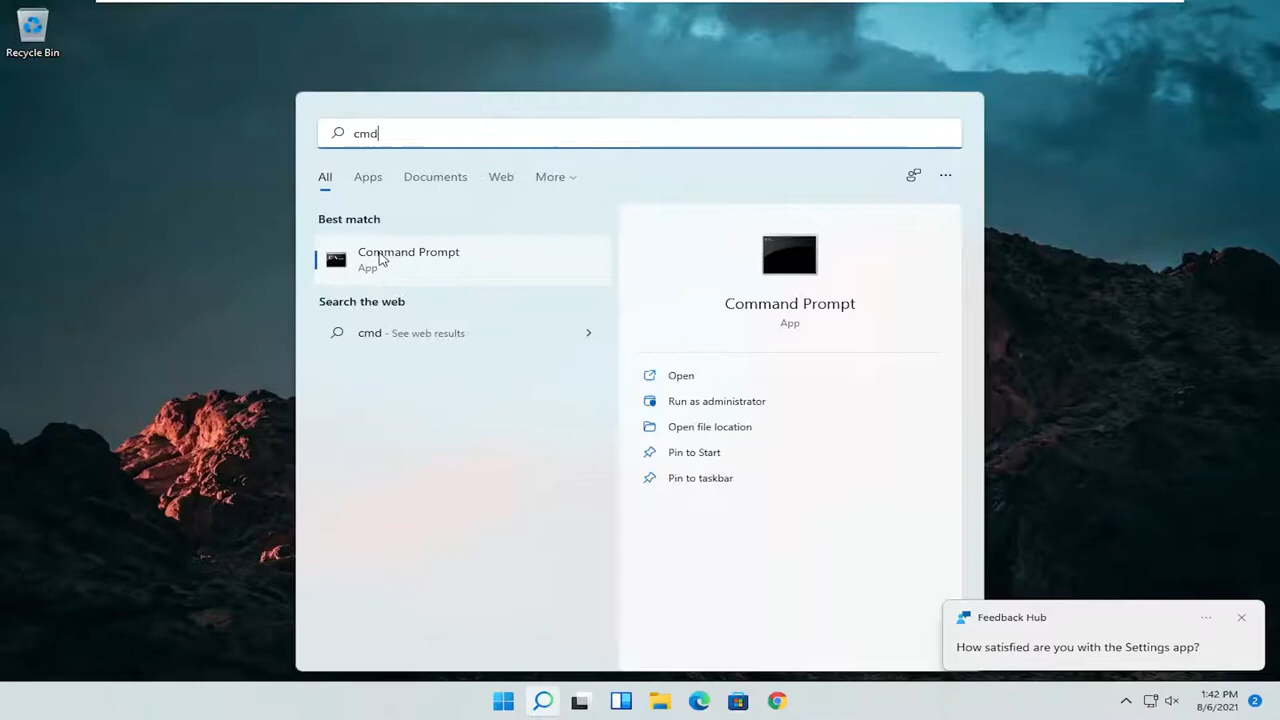 Recycle Bin
cmd
All Apps Documents Web More
Best match
Command Prompt
App
Search the web
cmd - See web results
Command Prompt
App
Open
Run as administrator
Open file location
Pin to Start
Pin to taskbar
Feedback Hub
How satisfied are you with the Settings app?
1:42 PM
8/6/2021
2